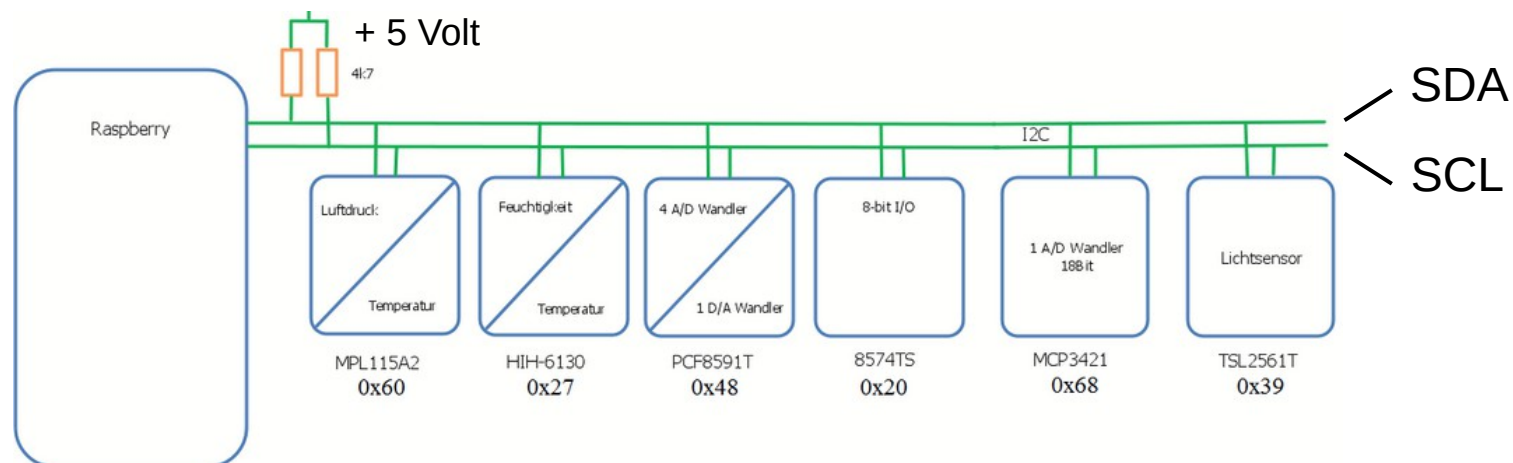 + 5 Volt
4k7
SDA
Raspberry
I2C
SCL
Luftdruck
Temperatur
Feuchtigkeit
Temperatur
4 A/D Wandler
1 D/A Wandler
8-bit I/O
1 A/D Wandler
18Bit
Lichtsensor
MPL115A2
0x60
HIH-6130
0x27
PCF8591T
0x48
8574TS
0x20
MCP3421
0x68
TSL2561T
0x39